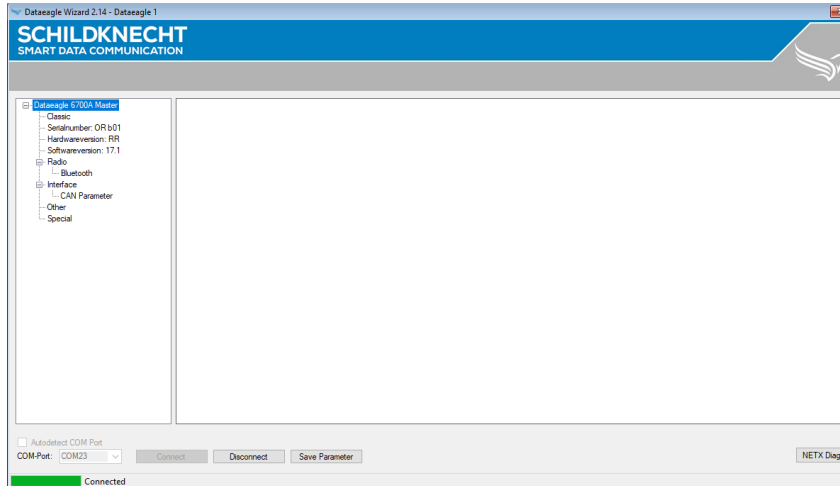 Dataeagle Wizard 2.14 - Dataeagle 1
SCHILDKNECHT
SMART DATA COMMUNICATION
Dataeagle 6700A Master
Classic
Serialnumber: OR b01
Hardwareversion: RR
Softwareversion: 17.1
Radio
Bluetooth
Interface
CAN Parameter
Other
Special
Autodetect COM Port
COM-Port: COM23 Connect Disconnect Save Parameter NETX Diag
Connected